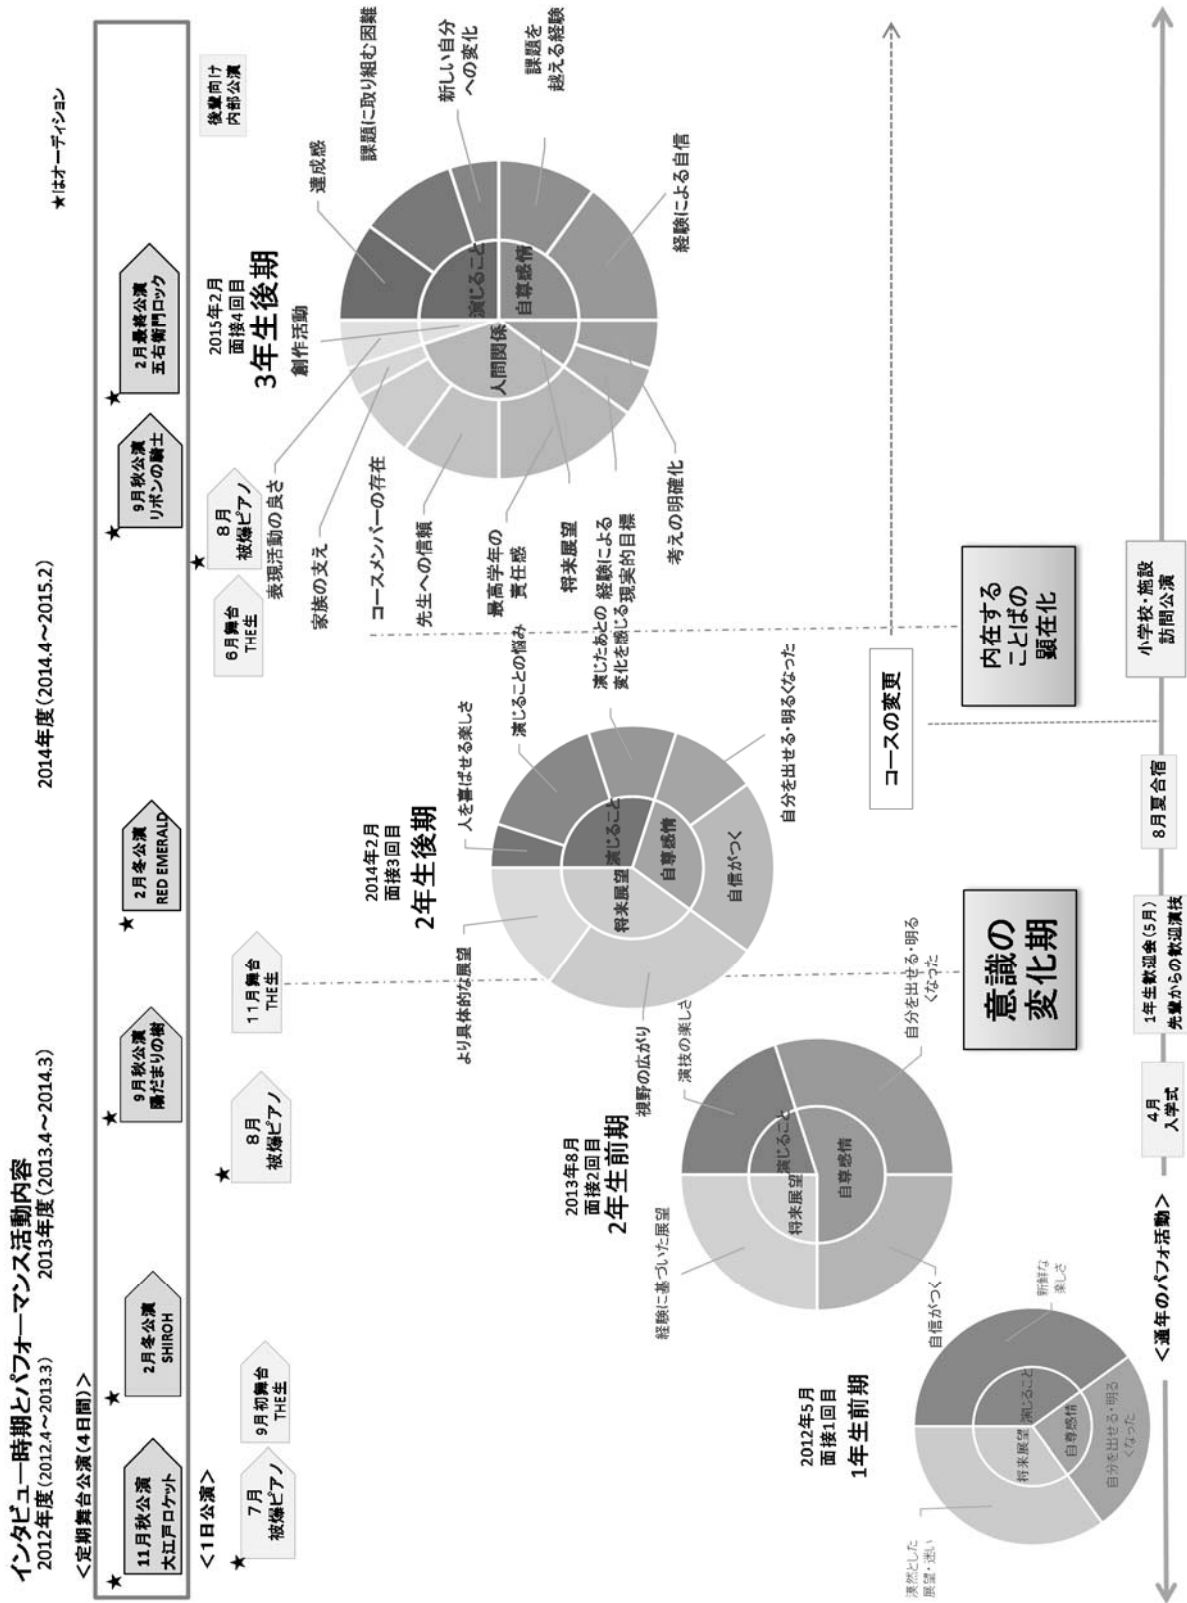 インタビュー時期とパフォーマンス活動内容
2012年度(2012.4～2013.3)
2013年度(2013.4～2014.3)
2014年度(2014.4～2015.2)
★はオーディション
＜定期舞台公演(4日間)＞
★
11月秋公演
大江戸ロケット
★
2月冬公演
SHIROH
★
9月秋公演
陽だまりの樹
★
2月冬公演
RED EMERALD
★
9月秋公演
リボンの騎士
★
2月最終公演
五右衛門ロック
＜1日公演＞
★
7月
被爆ピアノ
9月初舞台
THE生
★
8月
被爆ピアノ
11月舞台
THE生
6月舞台
THE生
★
8月
被爆ピアノ
後輩向け
内部公演
2012年5月
面接1回目
1年生前期
演じること
自尊感情
将来展望
新鮮な
楽しさ
自分を出せる・明るく
なった
漠然とした
展望・迷い
2013年8月
面接2回目
2年生前期
演じること
自尊感情
将来展望
演技の楽しさ
自分を出せる・明る
くなった
自信がつく
経験に基づいた展望
2014年2月
面接3回目
2年生後期
演じること
自尊感情
将来展望
人を喜ばせる楽しさ
演じることの悩み
演じたあとの
変化を感じる
自分を出せる・明るくなった
自信がつく
視野の広がり
より具体的な展望
2015年2月
面接4回目
3年生後期
演じること
自尊感情
人間関係
創作活動
達成感
課題に取り組む困難
新しい自分
への変化
課題を
越える経験
経験による自信
考えの明確化
経験による
現実的目標
将来展望
最高学年の
責任感
先生への信頼
コースメンバーの存在
家族の支え
表現活動の良さ
コースの変更
意識の
変化期
内在する
ことばの
顕在化
＜通年のパフォ活動＞
4月
入学式
1年生歓迎会(5月)
先輩からの歓迎演技
8月夏合宿
小学校・施設
訪問公演